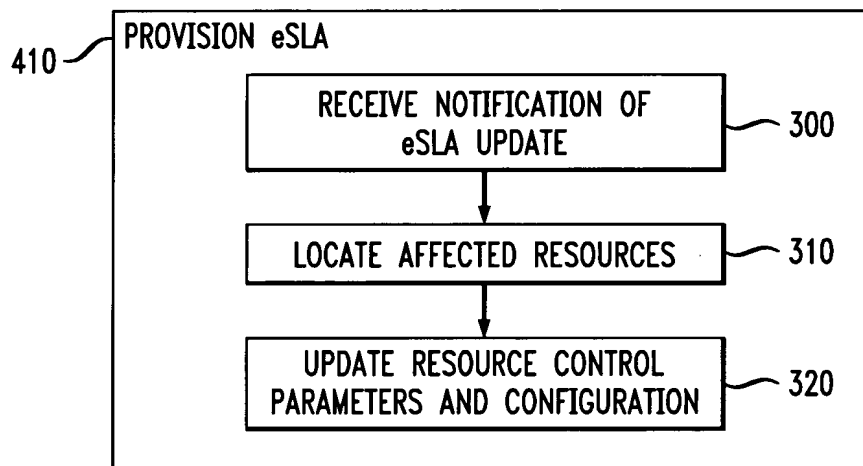 410
PROVISION eSLA
RECEIVE NOTIFICATION OF
eSLA UPDATE
300
LOCATE AFFECTED RESOURCES
310
UPDATE RESOURCE CONTROL
PARAMETERS AND CONFIGURATION
320